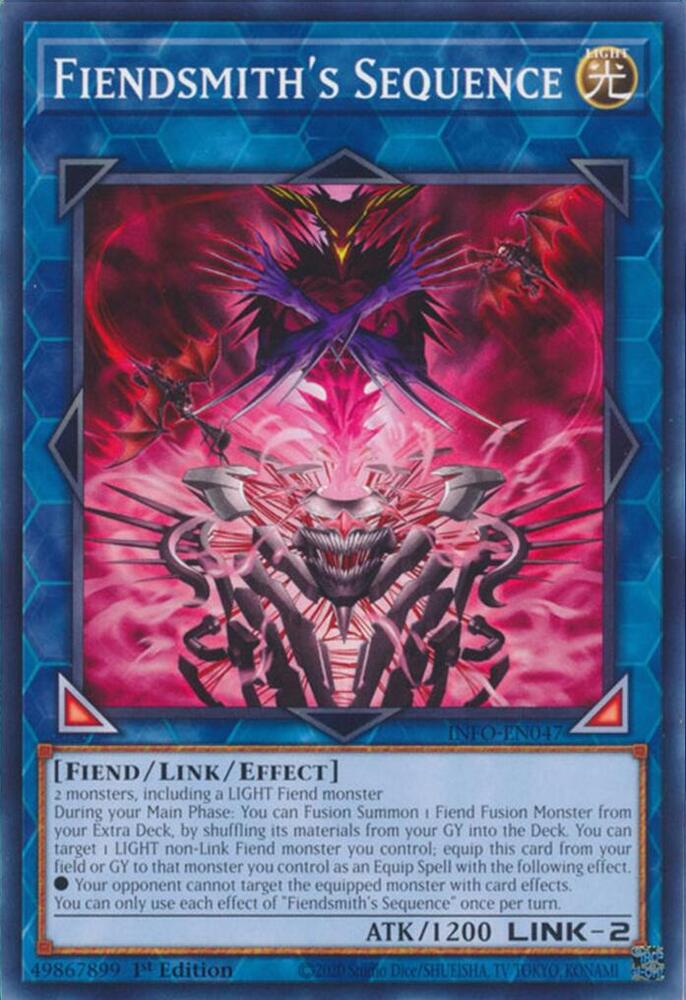 FIENDSMITH'S SEQUENCE
LIGHT
光
INFO-EN047
[FIEND/LINK/EFFECT]
2 monsters, including a LIGHT Fiend monster
During your Main Phase: You can Fusion Summon 1 Fiend Fusion Monster from
your Extra Deck, by shuffling its materials from your GY into the Deck. You can
target 1 LIGHT non-Link Fiend monster you control; equip this card from your
field or GY to that monster you control as an Equip Spell with the following effect.
● Your opponent cannot target the equipped monster with card effects.
You can only use each effect of "Fiendsmith's Sequence" once per turn.
ATK/1200 LINK-2
49867899 1st Edition ©2020 Studio Dice/SHUEISHA, TV TOKYO, KONAMI